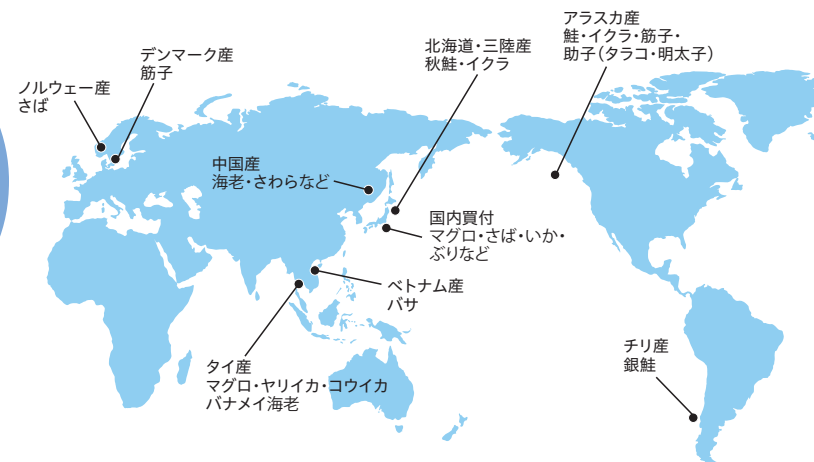 アラスカ産
鮭・イクラ・筋子・
助子（タラコ・明太子）
北海道・三陸産
秋鮭・イクラ
デンマーク産
筋子
ノルウェー産
さば
中国産
海老・さわらなど
国内買付
マグロ・さば・いか・
ぶりなど
ベトナム産
バサ
タイ産
マグロ・ヤリイカ・コウイカ
バナメイ海老
チリ産
銀鮭